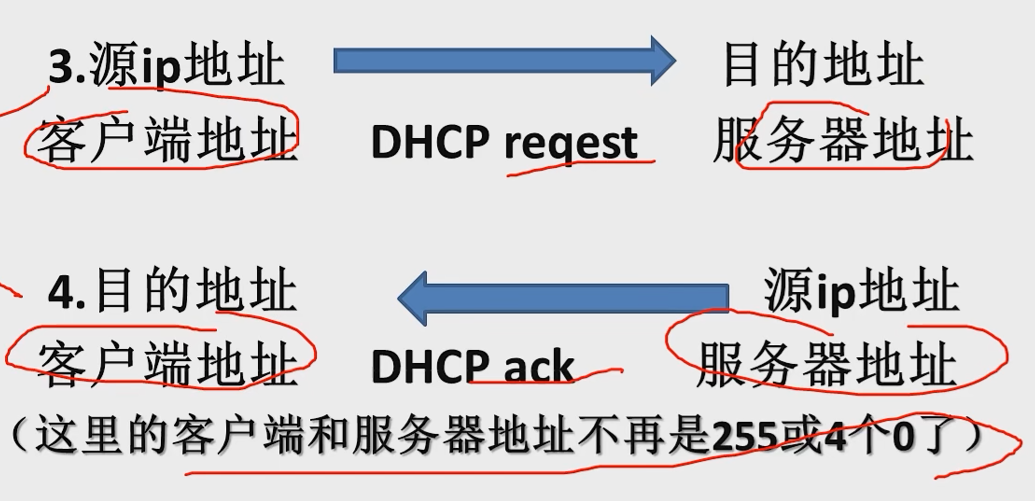 3.源ip地址 目的地址
客户端地址 DHCP reqest 服务器地址
4.目的地址 源ip地址
客户端地址 DHCP ack 服务器地址
（这里的客户端和服务器地址不再是255或4个0了）